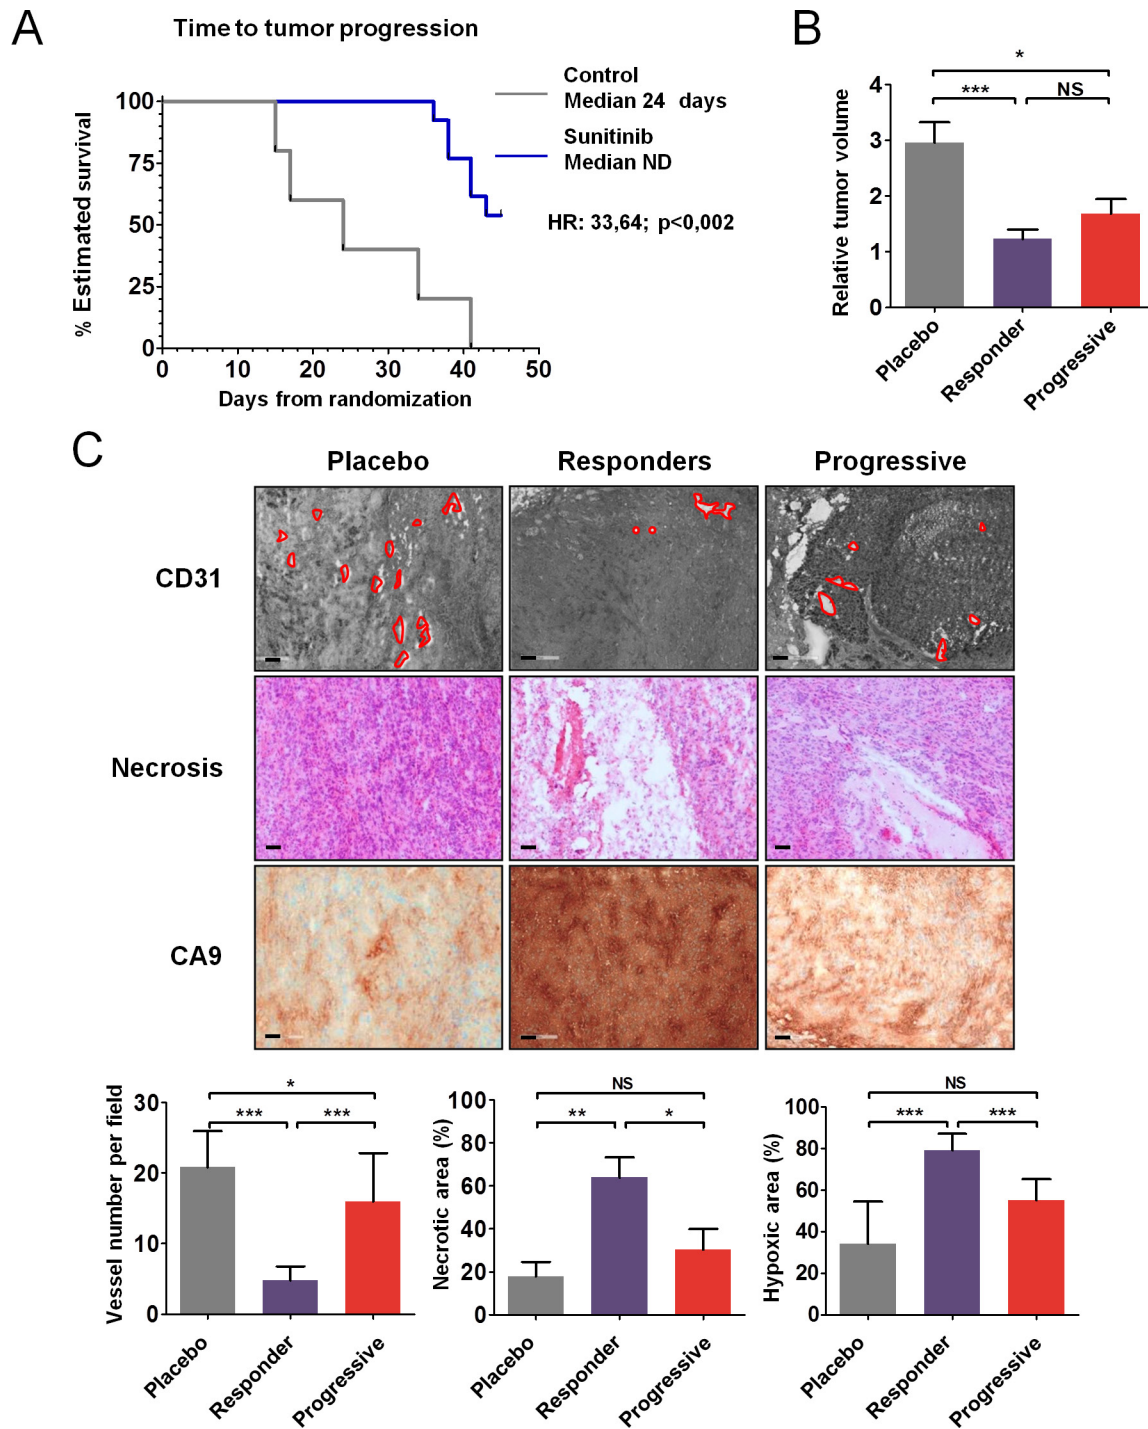 A
Time to tumor progression
% Estimated survival
100
75
50
25
0
0 10 20 30 40 50
Days from randomization
Control
Median 24 days
Sunitinib
Median ND
HR: 33,64; p<0,002
B
Relative tumor volume
4
3
2
1
0
*
*** NS
Placebo
Responder
Progressive
C
Placebo Responders Progressive
CD31
Necrosis
CA9
Vessel number per field
30
20
10
0
*
*** ***
Placebo
Responder
Progressive
Necrotic area (%)
100
80
60
40
20
0
NS
** *
Placebo
Responder
Progressive
Hypoxic area (%)
100
80
60
40
20
0
NS
*** ***
Placebo
Responder
Progressive